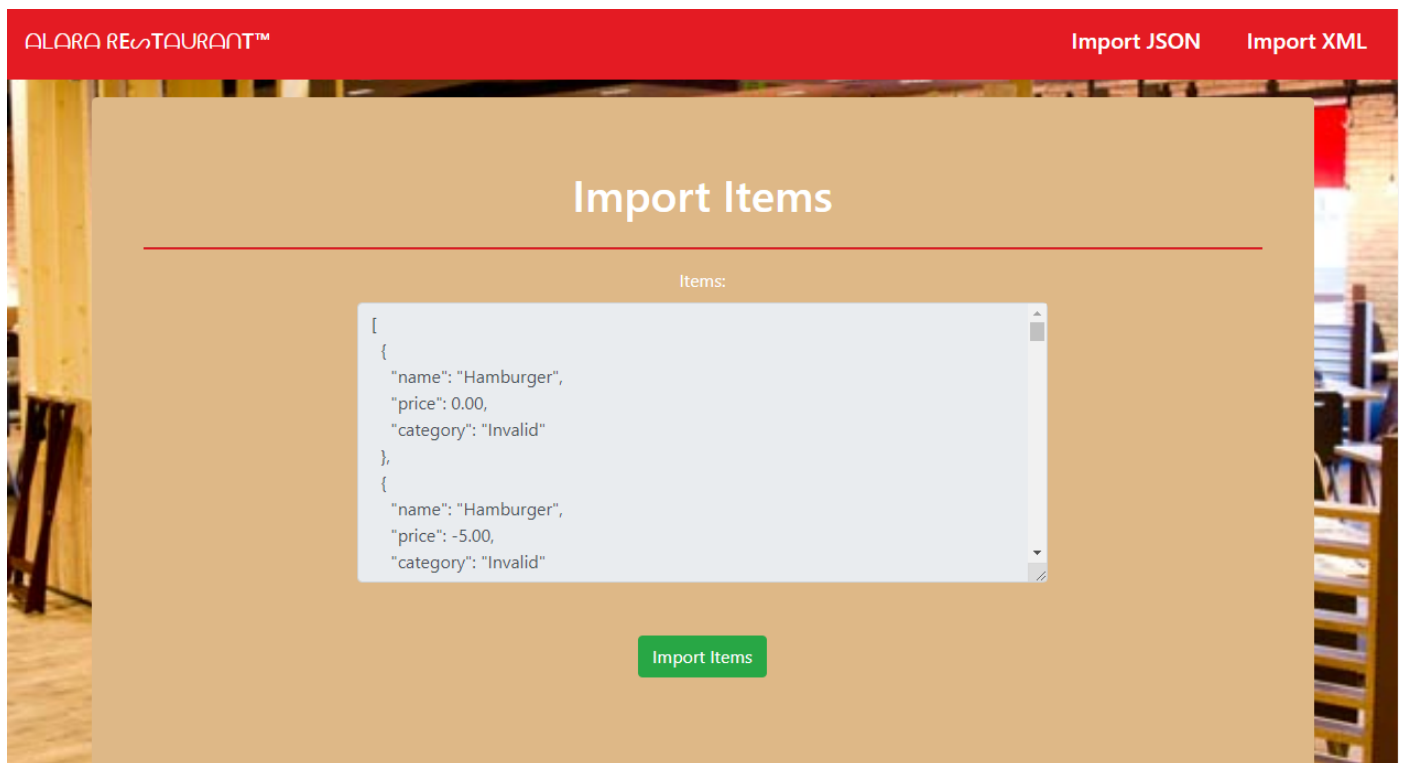 ALARA REsTAURANT™
Import JSON
Import XML
Import Items
Items:
[
{
"name": "Hamburger",
"price": 0.00,
"category": "Invalid"
},
{
"name": "Hamburger",
"price": -5.00,
"category": "Invalid"
Import Items